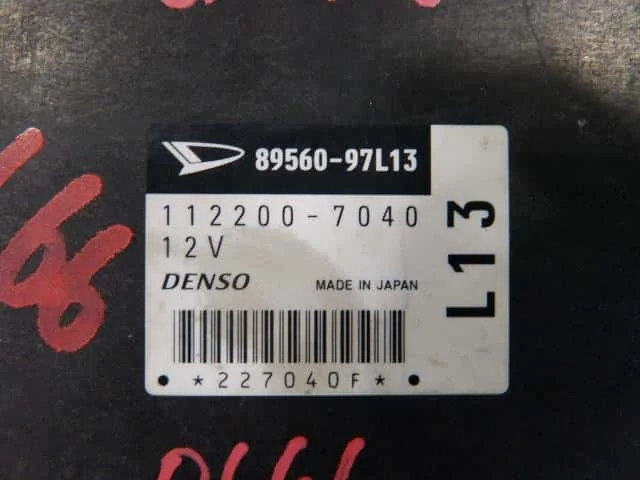 89560-97L13
112200-7040
12V
DENSO MADE IN JAPAN
*227040F*
L13